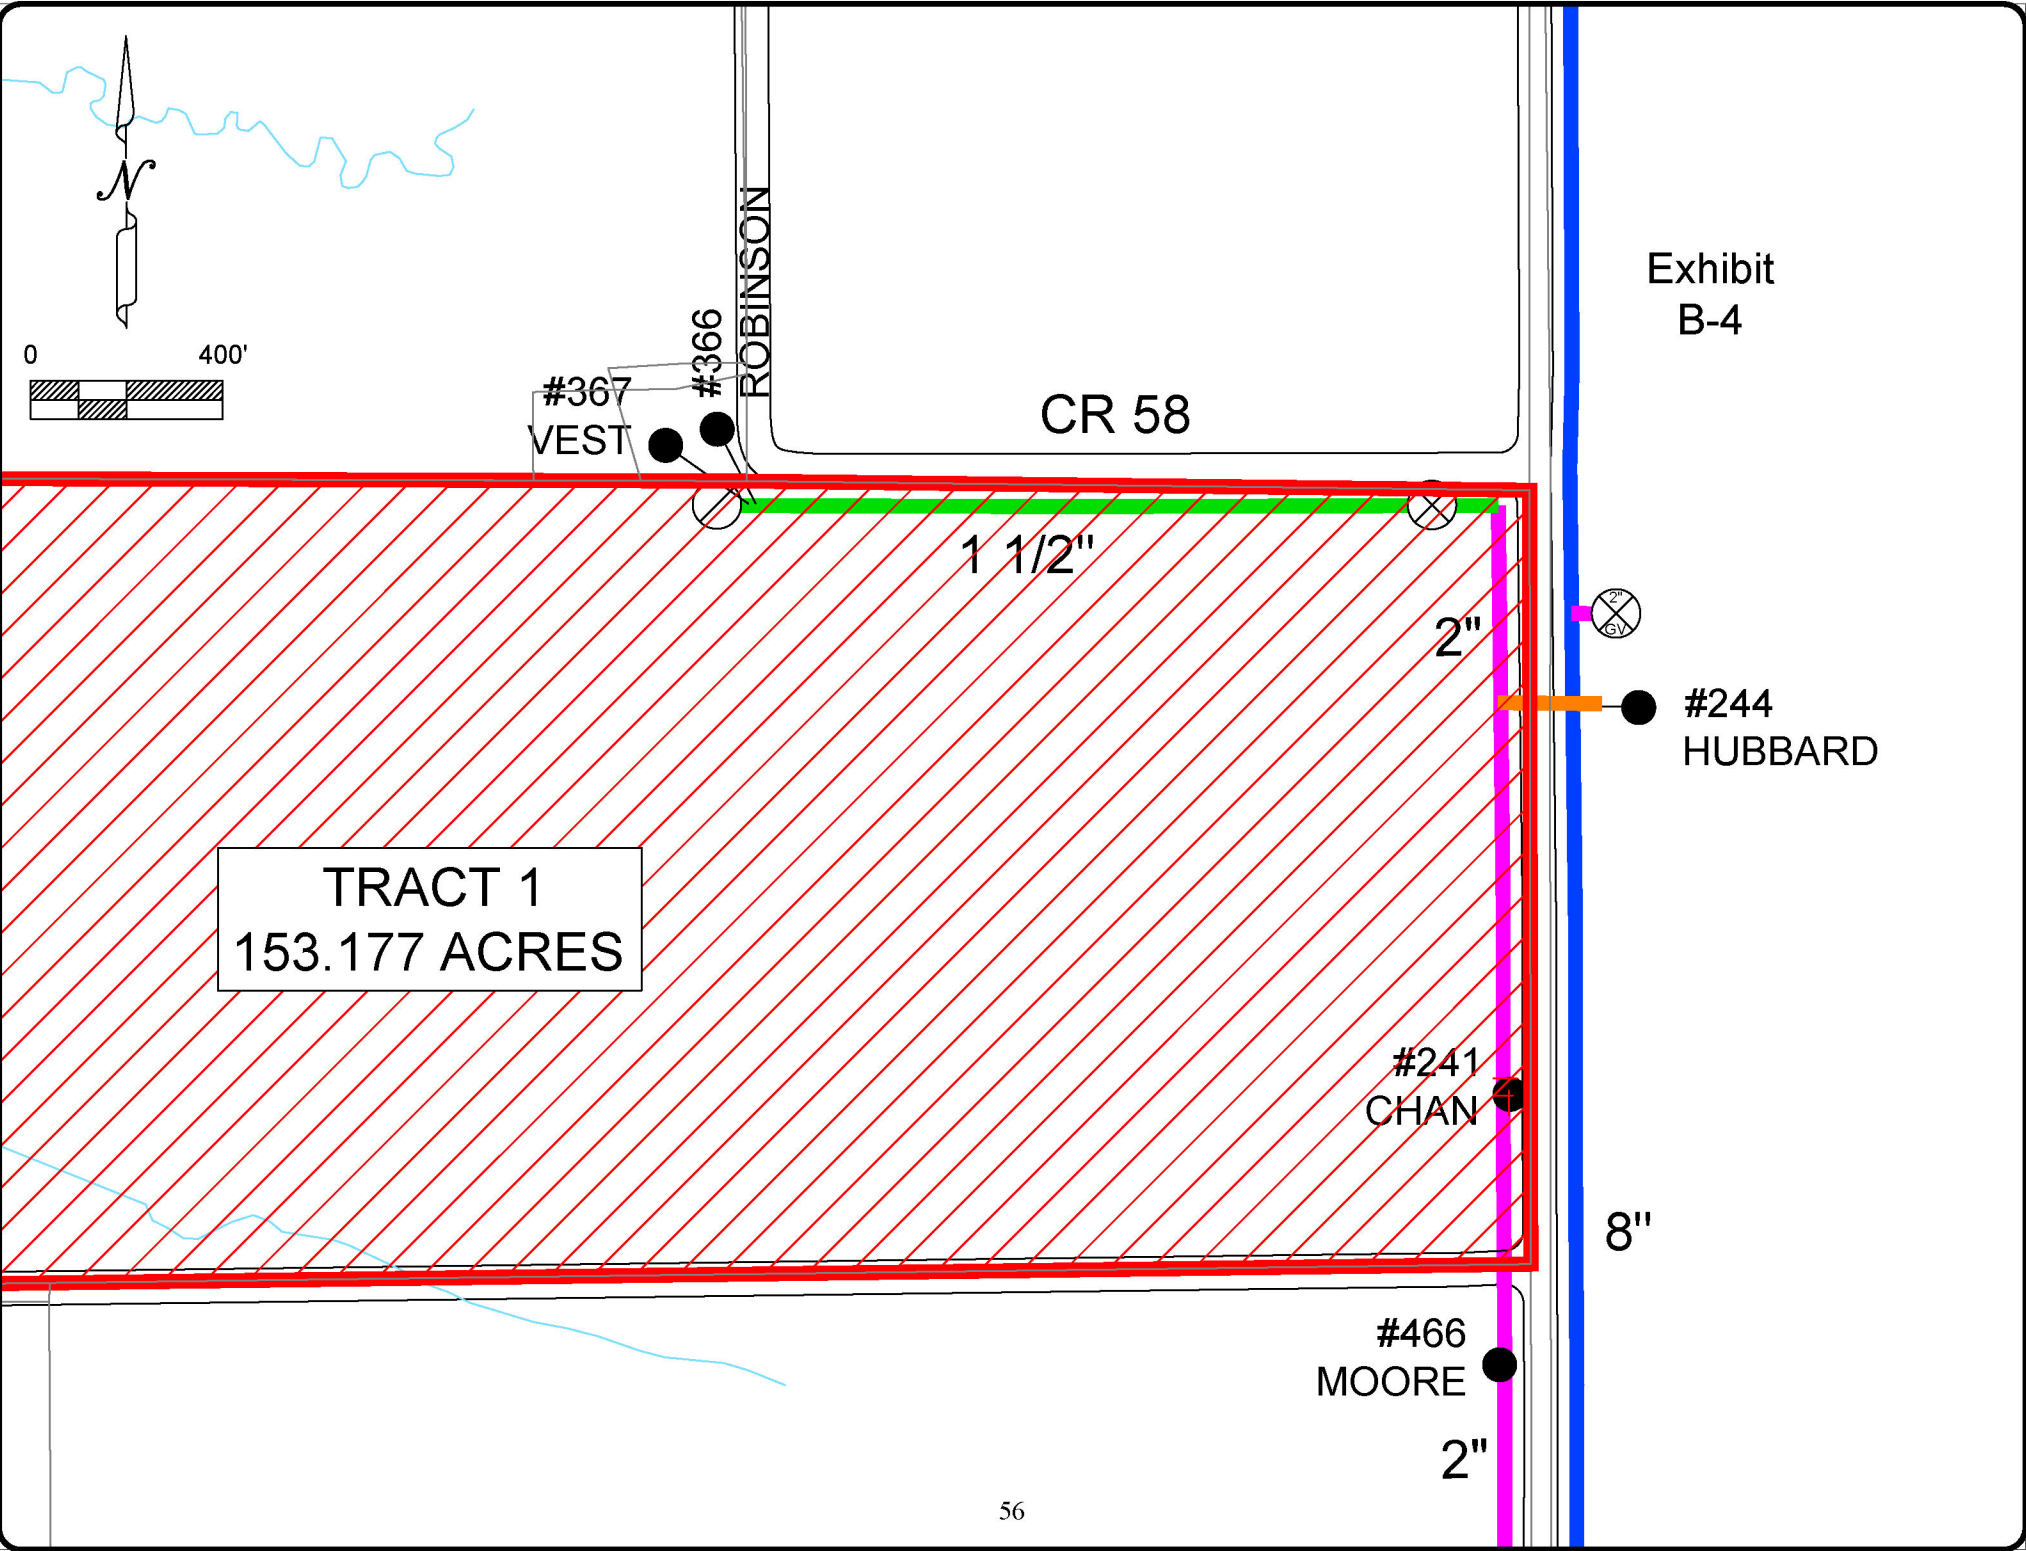 N
0 400'
ROBINSON
#366
#367
VEST
Exhibit
B-4
CR 58
1 1/2"
2"
2"
GV
#244
HUBBARD
TRACT 1
153.177 ACRES
#241
CHAN
8"
#466
MOORE
2"
56